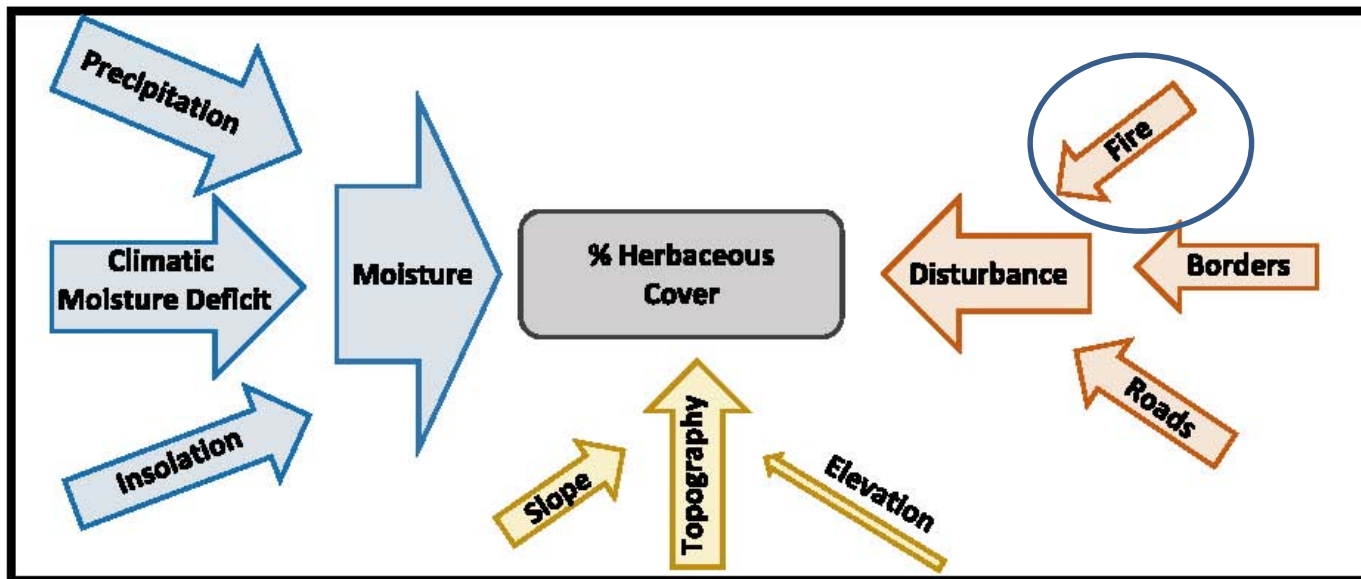 Precipitation
Climatic
Moisture Deficit
Insolation
Moisture
% Herbaceous
Cover
Slope
Topography
Elevation
Disturbance
Fire
Borders
Roads